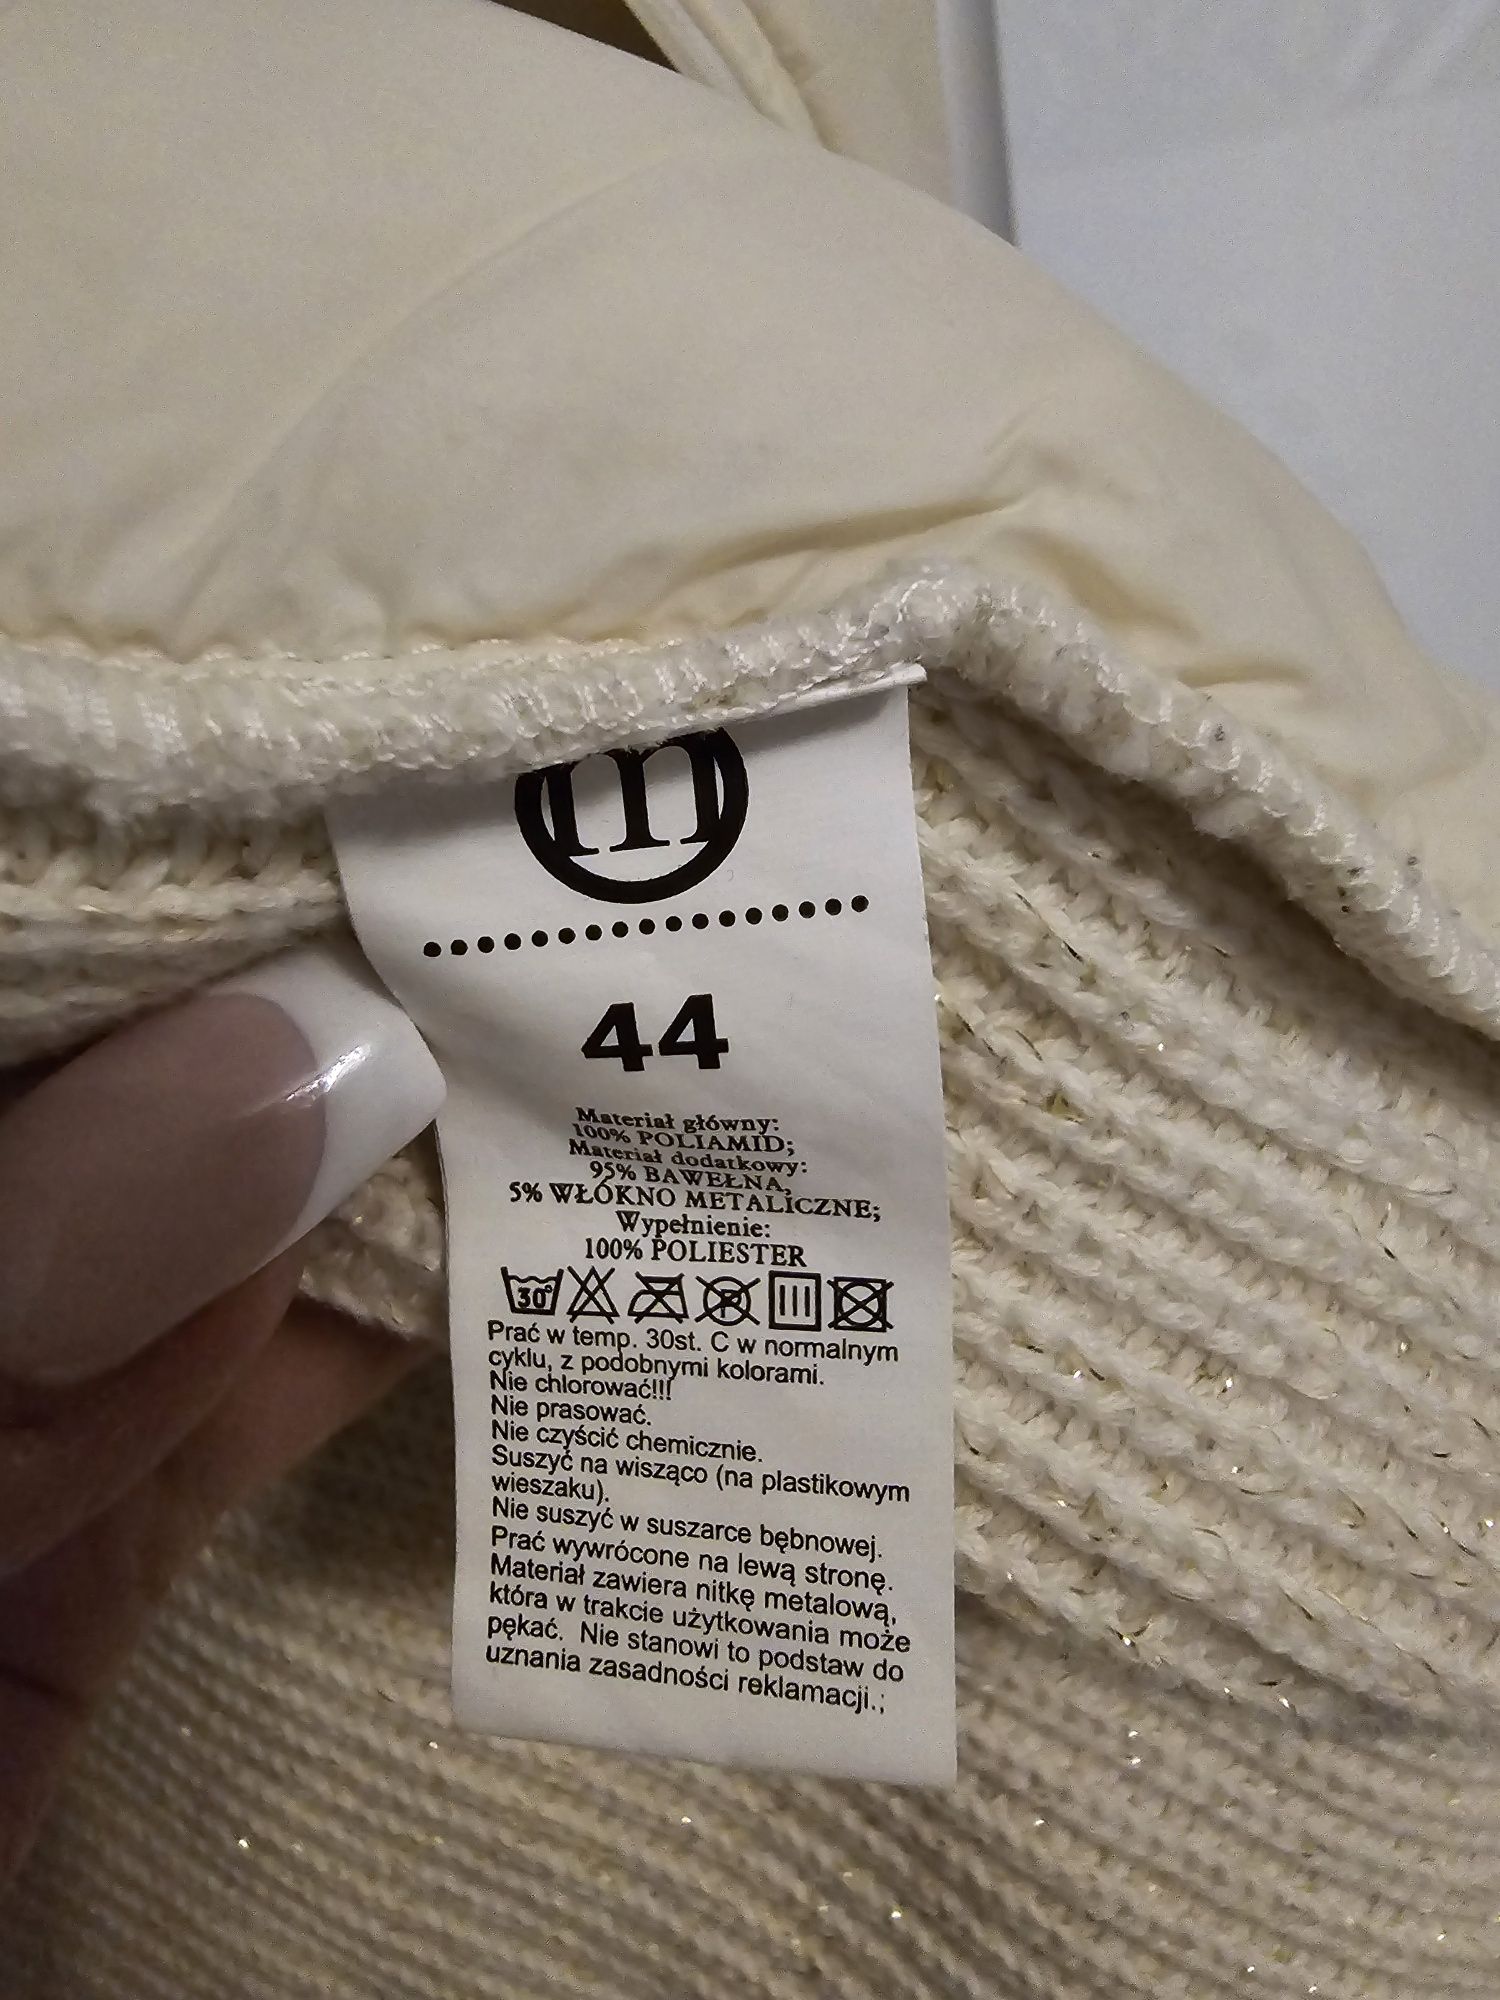 m
44
Materiał główny:
100% POLIAMID;
Materiał dodatkowy:
95% BAWEŁNA,
5% WŁÓKNO METALICZNE;
Wypełnienie:
100% POLIESTER
30° P
Prać w temp. 30st. C w normalnym
cyklu, z podobnymi kolorami.
Nie chlorować!!!
Nie prasować.
Nie czyścić chemicznie.
Suszyć na wisząco (na plastikowym
wieszaku).
Nie suszyć w suszarce bębnowej.
Prać wywrócone na lewą stronę.
Materiał zawiera nitkę metalową,
która w trakcie użytkowania może
pękać. Nie stanowi to podstaw do
uznania zasadności reklamacji.;